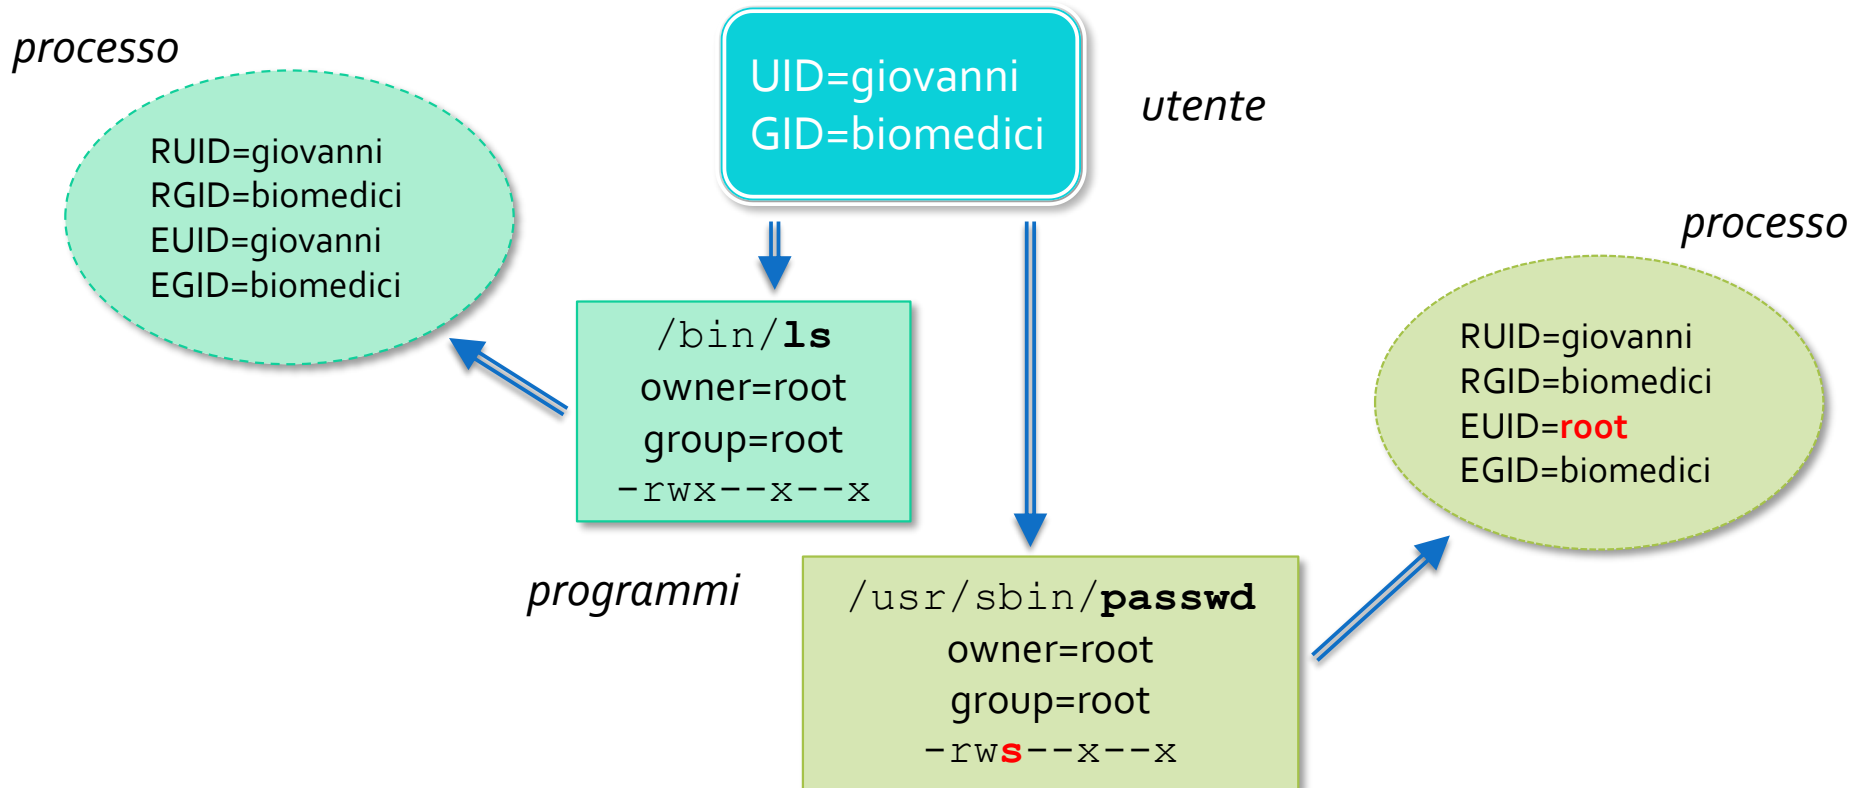 processo
RUID=giovanni
RGID=biomedici
EUID=giovanni
EGID=biomedici
UID=giovanni
GID=biomedici
utente
/bin/ls
owner=root
group=root
-rwx--x--x
processo
RUID=giovanni
RGID=biomedici
EUID=root
EGID=biomedici
programmi
/usr/sbin/passwd
owner=root
group=root
-rws--x--x